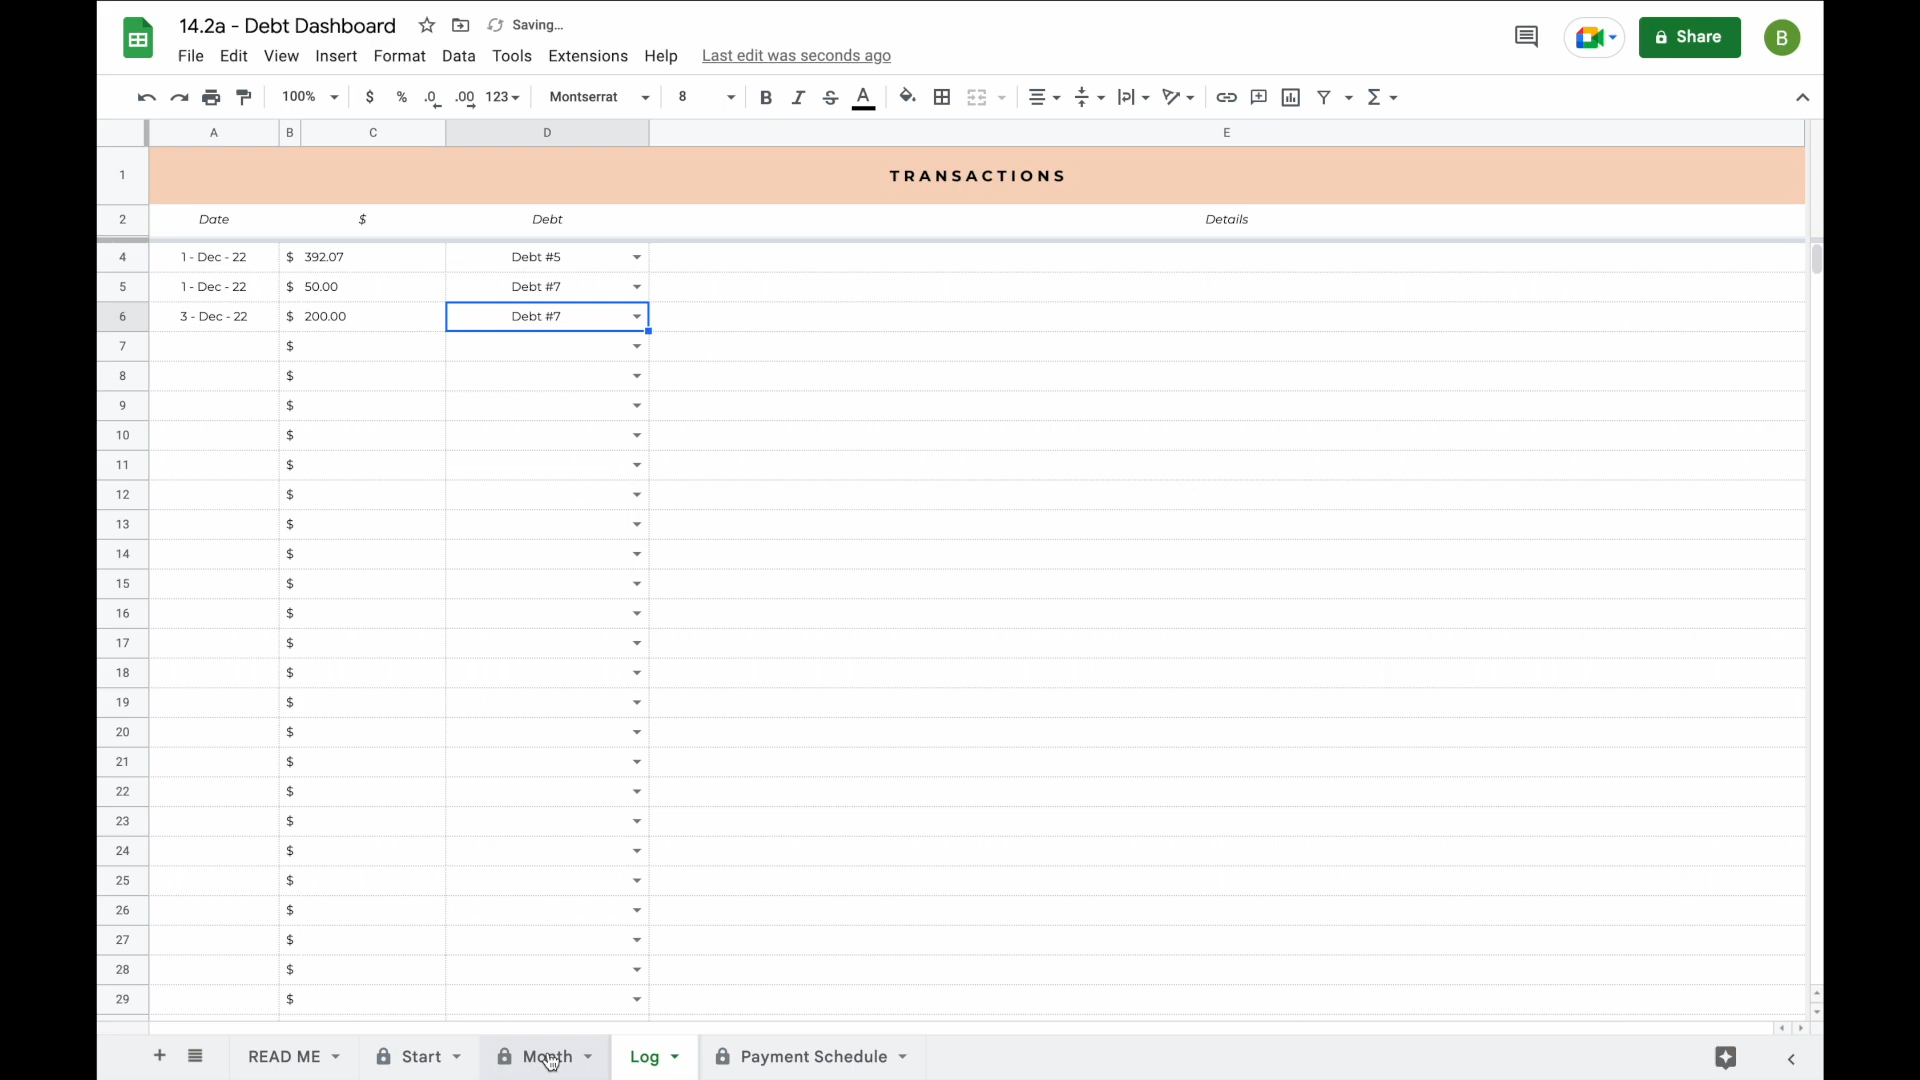 14.2a - Debt Dashboard Saving...
File Edit View Insert Format Data Tools Extensions Help Last edit was seconds ago
Share
B
100% $ % .0 .00 123 Montserrat 8 B I S A
A B C D E
1 TRANSACTIONS
2 Date $ Debt Details
4 1 - Dec - 22 $ 392.07 Debt #5
5 1 - Dec - 22 $ 50.00 Debt #7
6 3 - Dec - 22 $ 200.00 Debt #7
7 $
8 $
9 $
10 $
11 $
12 $
13 $
14 $
15 $
16 $
17 $
18 $
19 $
20 $
21 $
22 $
23 $
24 $
25 $
26 $
27 $
28 $
29 $
READ ME Start Month Log Payment Schedule